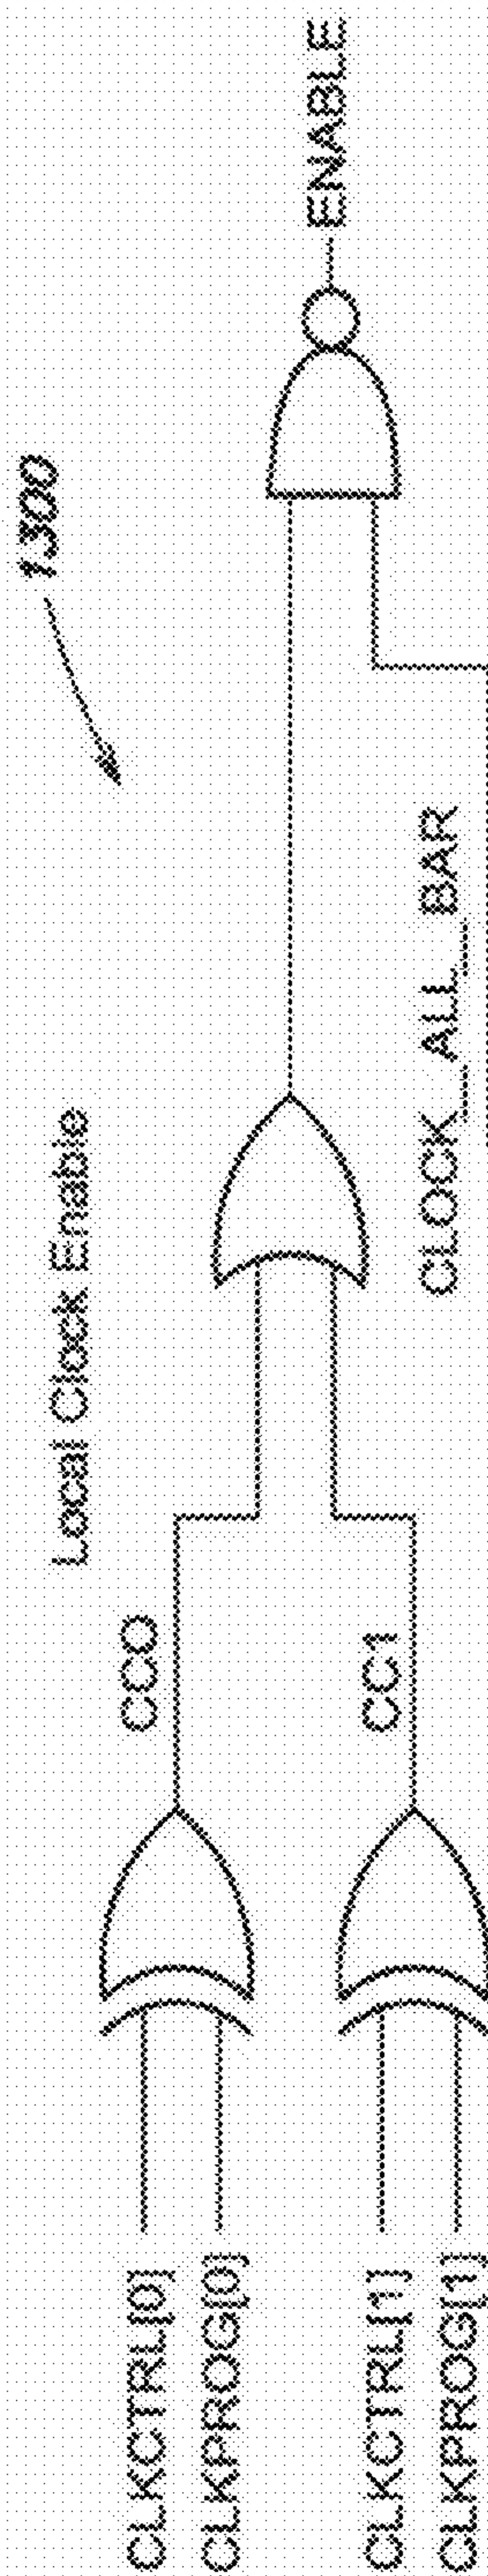 1300
Local Clock Enable
CLKCTRL[0]
CLKPROG[0]
CC0
CLKCTRL[1]
CLKPROG[1]
CC1
CLOCK_ALL_BAR
ENABLE